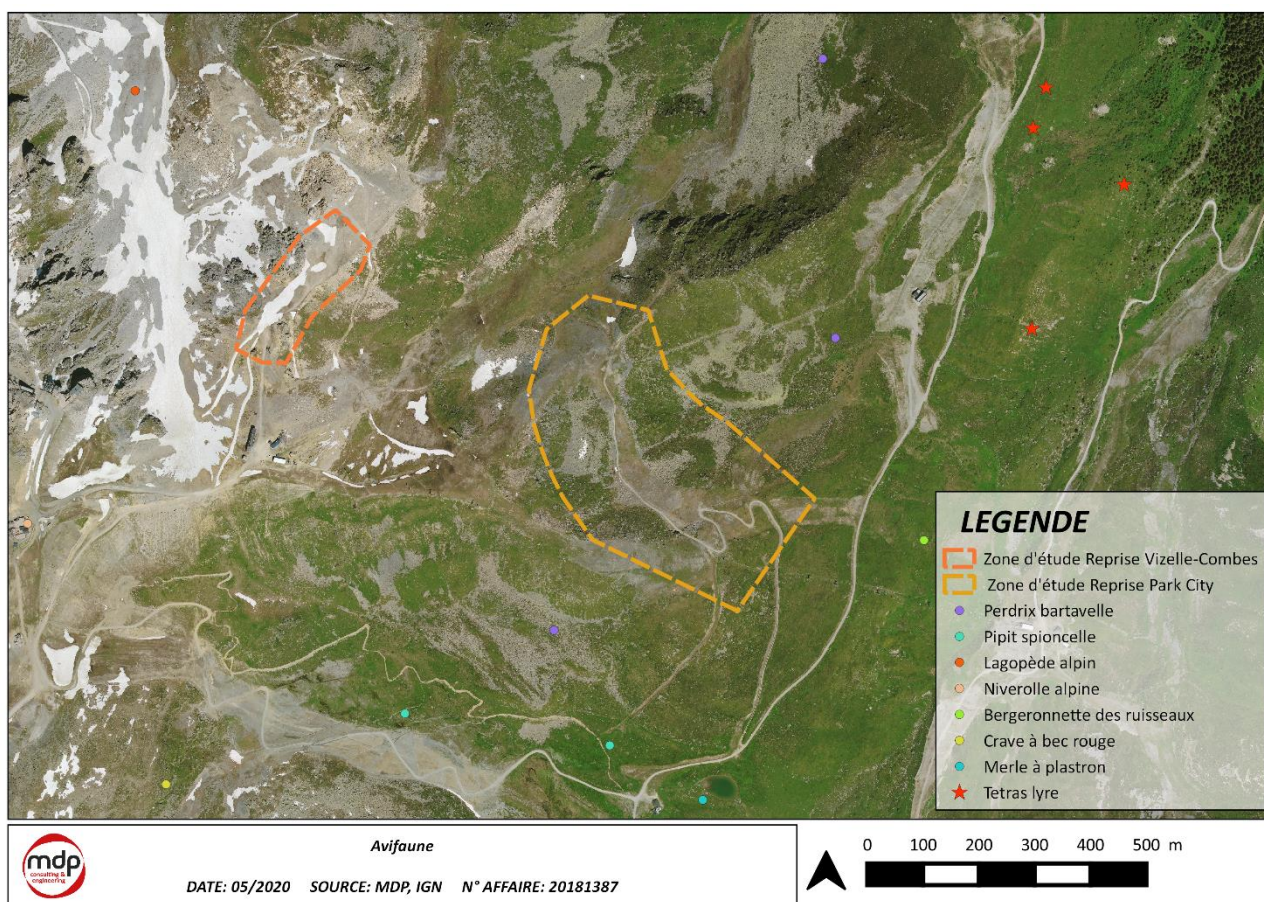 LEGENDE
Zone d'étude Reprise Vizelle-Combes
Zone d'étude Reprise Park City
Perdrix bartavelle
Pipit spioncelle
Lagopède alpin
Niverolle alpine
Bergeronnette des ruisseaux
Crave à bec rouge
Merle à plastron
Tetras lyre
mdp
consulting &
engineering
Avifaune
DATE: 05/2020 SOURCE: MDP, IGN N° AFFAIRE: 20181387
0 100 200 300 400 500 m